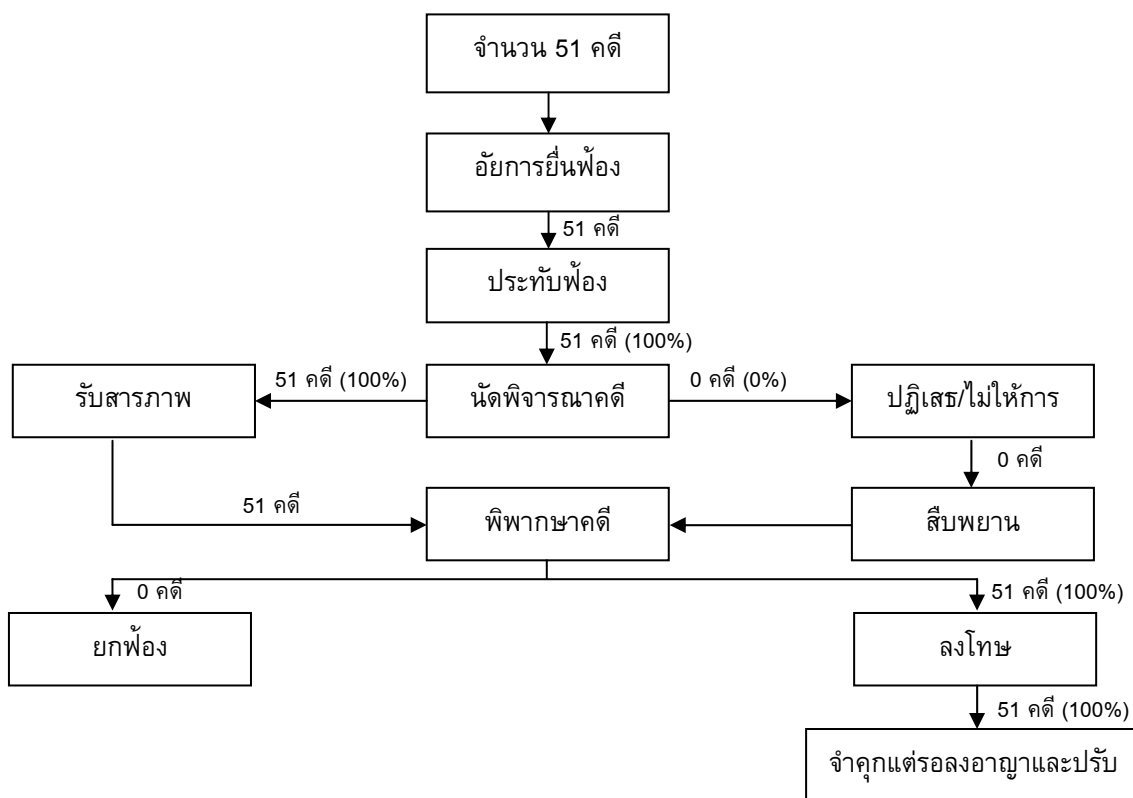 จำนวน 51 คดี
อัยการยื่นฟ้อง
51 คดี
ประทับฟ้อง
51 คดี (100%)
รับสารภาพ
51 คดี (100%)
นัดพิจารณาคดี
0 คดี (0%)
ปฏิเสธ/ไม่ให้การ
0 คดี
51 คดี
พิพากษาคดี
สืบพยาน
0 คดี
51 คดี (100%)
ยกฟ้อง
ลงโทษ
51 คดี (100%)
จำคุกแต่รอลงอาญาและปรับ